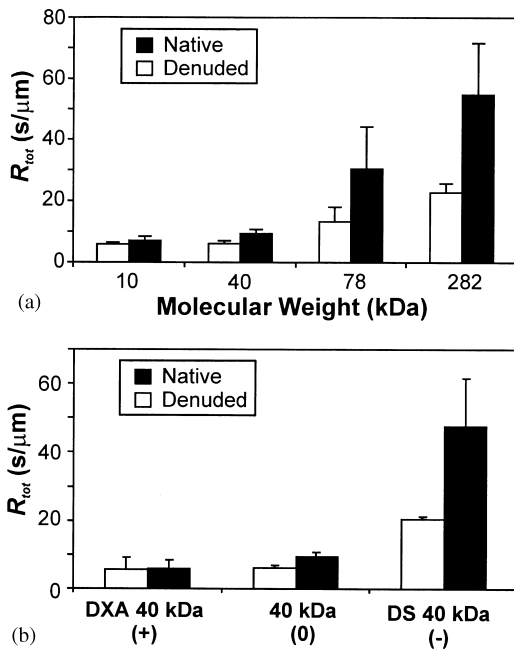 80
60
40
20
0
R_tot (s/µm)
Native
Denuded
10 40 78 282
(a)
Molecular Weight (kDa)
60
40
20
0
R_tot (s/µm)
Native
Denuded
DXA 40 kDa 40 kDa DS 40 kDa
(b)
(+) (0) (-)